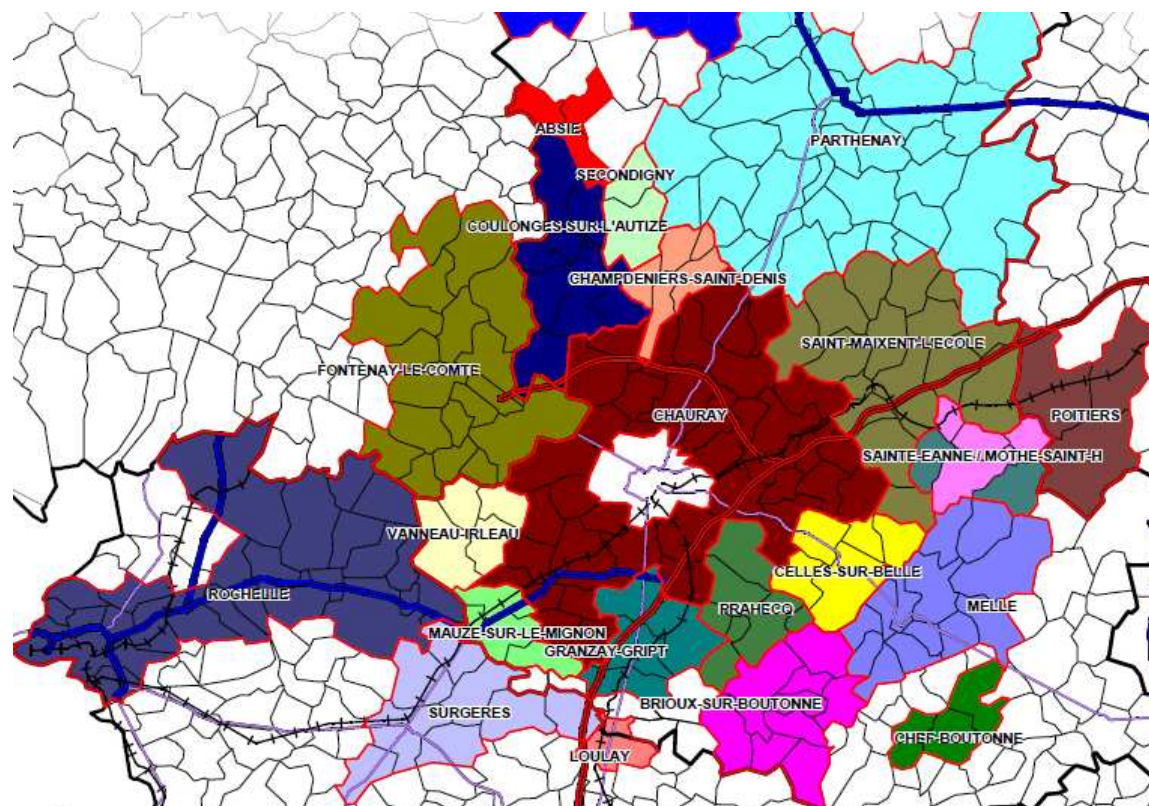 ABSIE
PARTHENAY
SECONDIGNY
COULONGES-SUR-L'AUTIZE
CHAMPDENIERS-SAINT-DENIS
SAINT-MAIXENT-L'ECOLE
FONTENAY-LE-COMTE
CHAURAY
POITIERS
SAINTE-EANNE / MOTHE-SAINT-H
VANNEAU-IRLEAU
CELLES-SUR-BELLE
ROCHELLE
PRAHECQ
MELLE
MAUZE-SUR-LE-MIGNON
GRANZAY-GRIPT
BRIOUX-SUR-BOUTONNE
SURGERES
CHEF-BOUTONNE
LOULAY